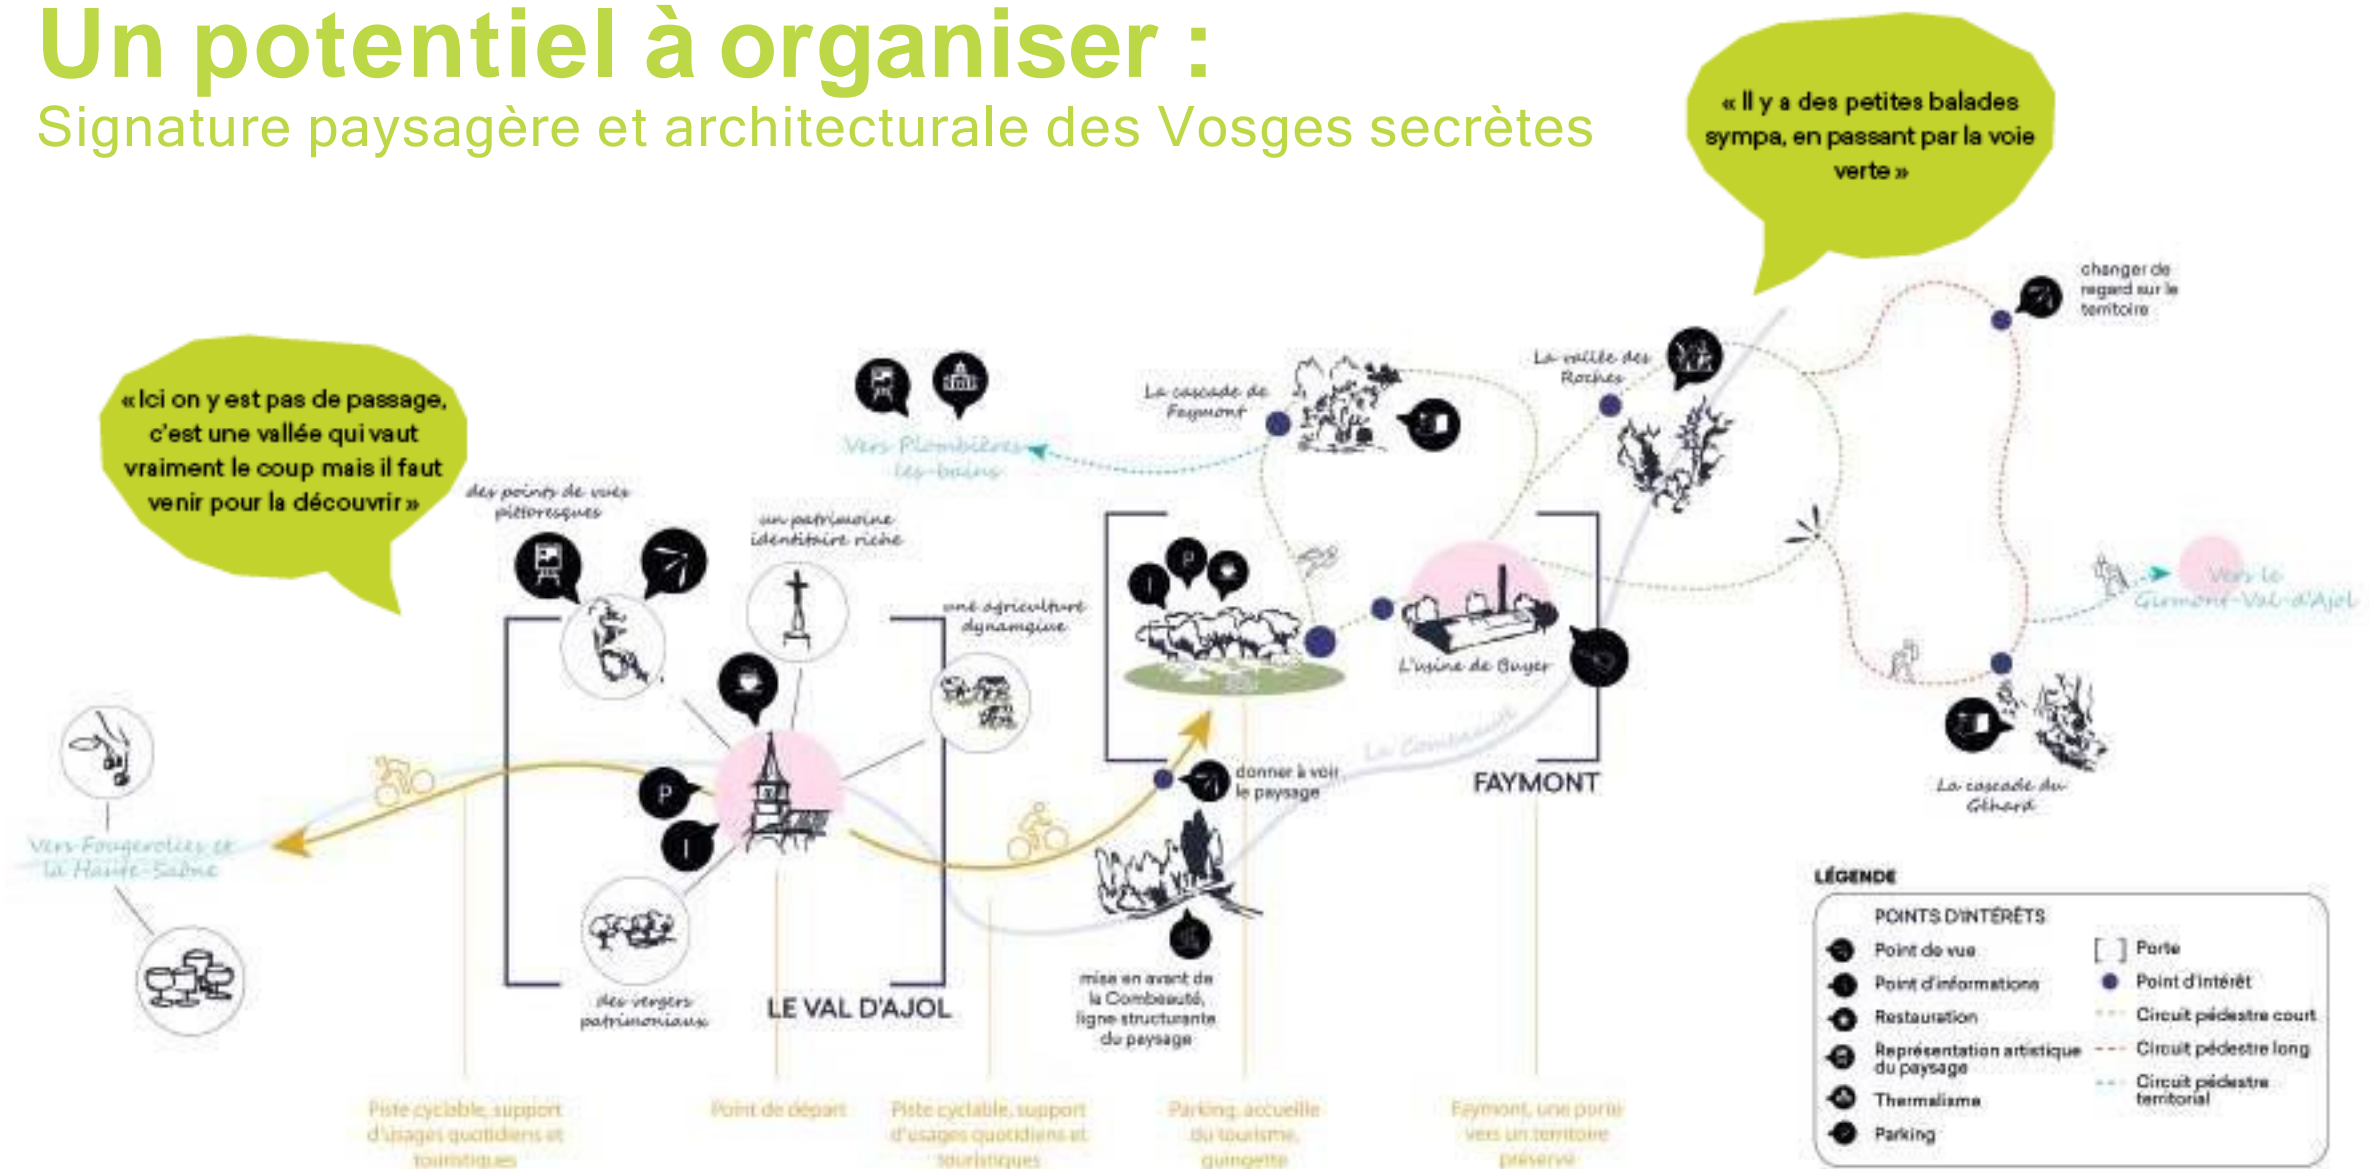 Un potentiel à organiser :
Signature paysagère et architecturale des Vosges secrètes
« Il y a des petites balades
sympa, en passant par la voie
verte »
changer de
regard sur le
territoire
« Ici on y est pas de passage,
c'est une vallée qui vaut
vraiment le coup mais il faut
venir pour la découvrir »
La vallée des
Roches
La cascade de
Faymont
Vers Plombières
les-bains
des points de vues
pittoresques
un patrimoine
identitaire riche
une agriculture
dynamqiue
P
I
I
P
L'usine de Guyer
Vers le
Girmont-Val-d'Ajol
La Combeauté
donner à voir
le paysage
FAYMONT
La cascade du
Géhard
Vers Fougerolles et
la Haute-Saône
des vergers
patrimoniaux
LE VAL D'AJOL
mise en avant de
la Combeauté,
ligne structurante
du paysage
Piste cyclable, support
d'usages quotidiens et
touristiques
Point de départ
Piste cyclable, support
d'usages quotidiens et
touristiques
Parking, accueille
du tourisme,
guingette
Faymont, une porte
vers un territoire
préservé
LÉGENDE
POINTS D'INTÉRÊTS
Point de vue
Point d'informations
Restauration
Représentation artistique
du paysage
Thermalisme
Parking
[ ] Porte
Point d'intérêt
Circuit pédestre court
Circuit pédestre long
Circuit pédestre
territorial